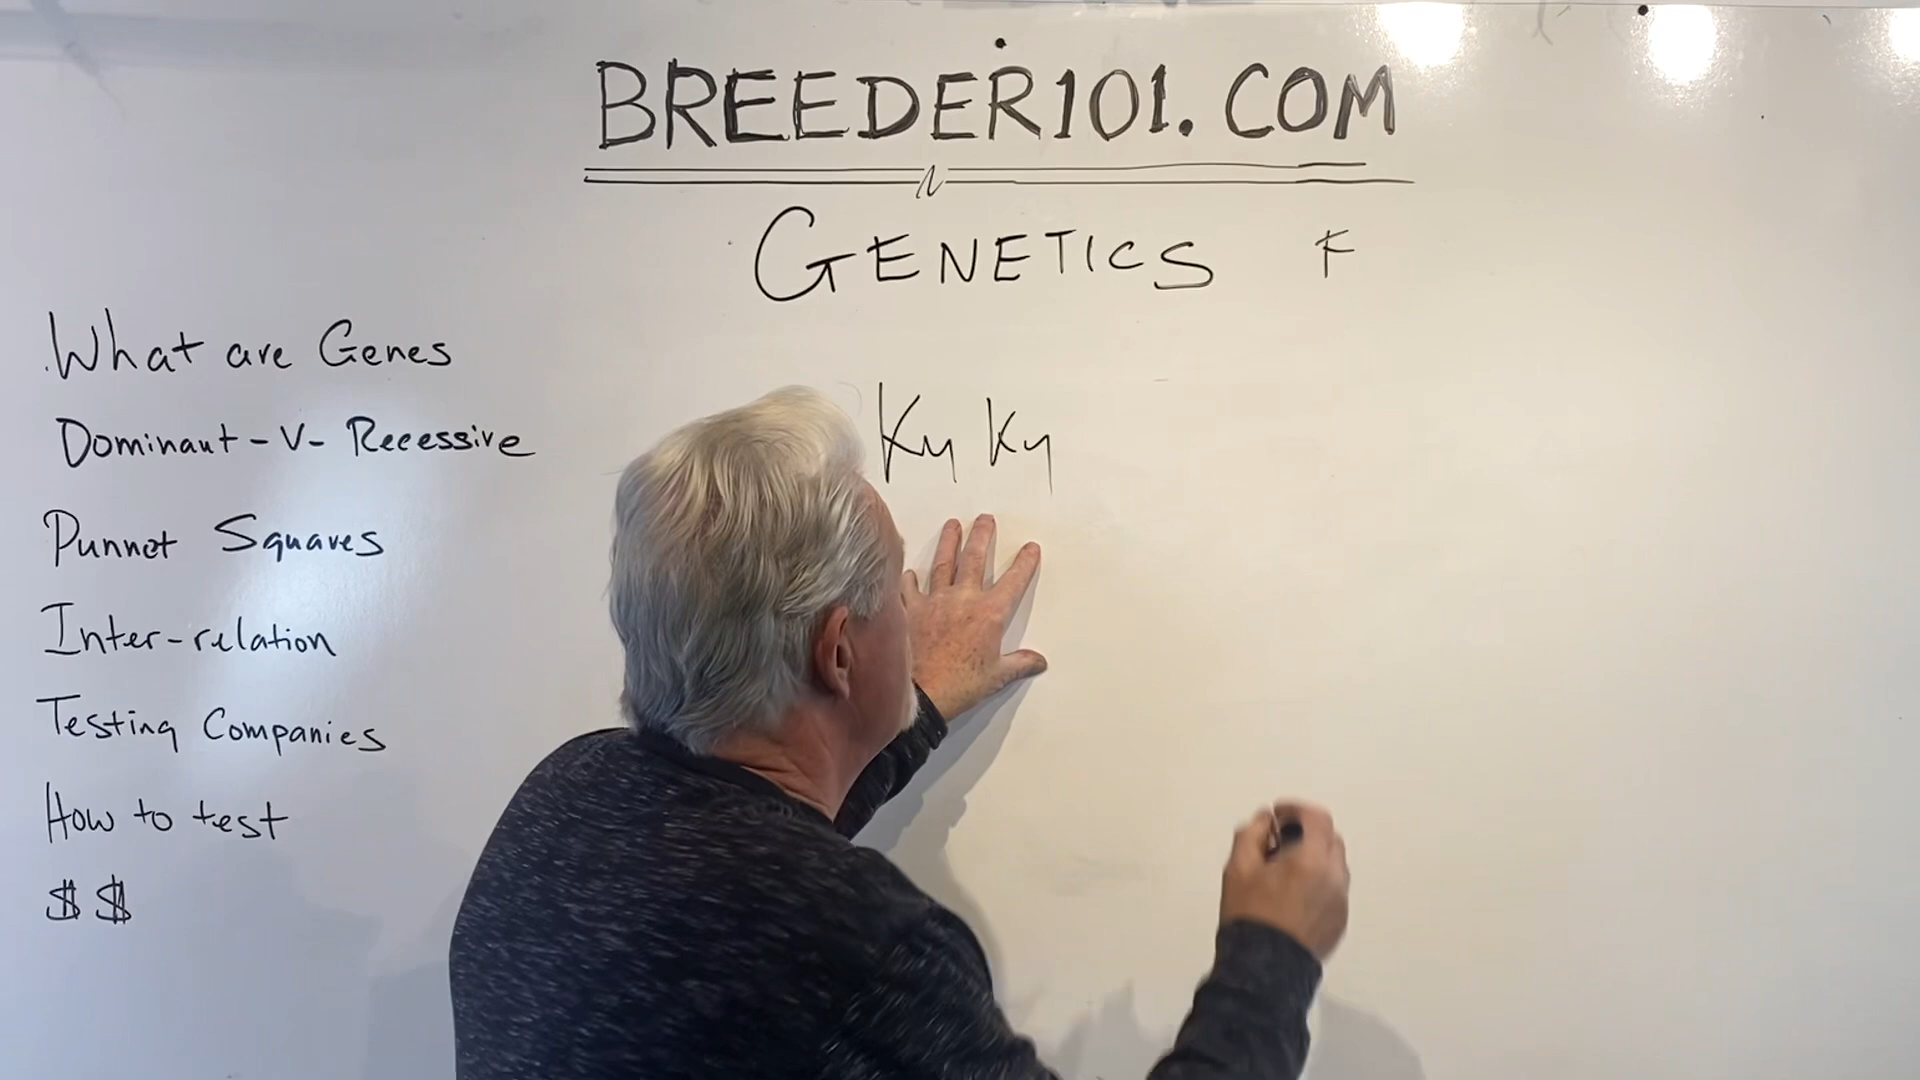 BREEDER101.COM
GENETICS F
What are Genes
Ky Ky
Dominant-V-Recessive
Punnet Squares
Inter-relation
Testing Companies
How to test
$ $